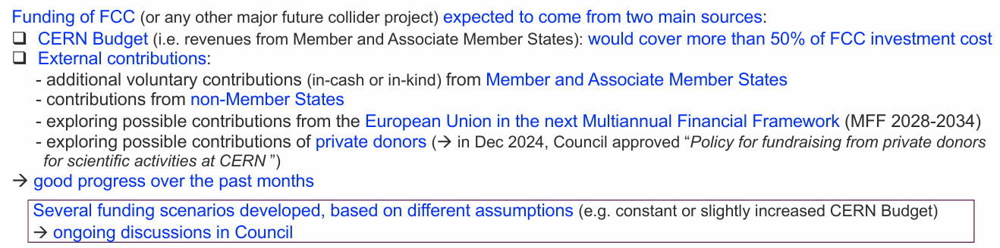 Funding of FCC (or any other major future collider project) expected to come from two main sources:
❑ CERN Budget (i.e. revenues from Member and Associate Member States): would cover more than 50% of FCC investment cost
❑ External contributions:
- additional voluntary contributions (in-cash or in-kind) from Member and Associate Member States
- contributions from non-Member States
- exploring possible contributions from the European Union in the next Multiannual Financial Framework (MFF 2028-2034)
- exploring possible contributions of private donors (→ in Dec 2024, Council approved “Policy for fundraising from private donors
for scientific activities at CERN ”)
→ good progress over the past months
Several funding scenarios developed, based on different assumptions (e.g. constant or slightly increased CERN Budget)
→ ongoing discussions in Council